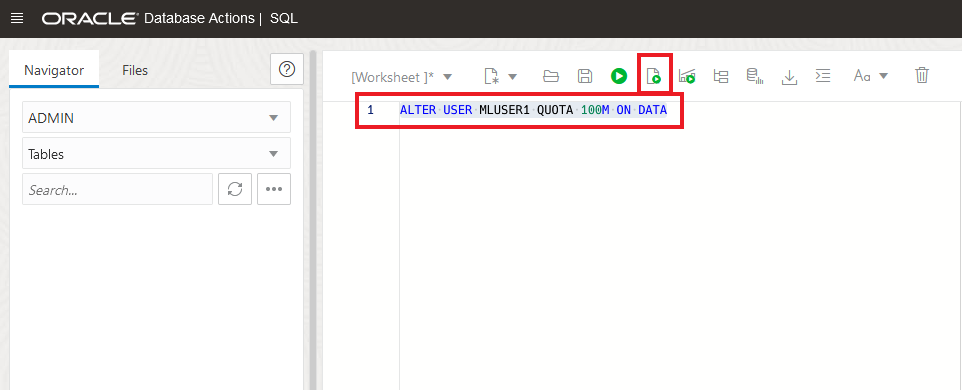 ORACLE Database Actions | SQL
Navigator Files
ADMIN
Tables
Search...
[Worksheet ]*
Aa
1 ALTER USER MLUSER1 QUOTA 100M ON DATA